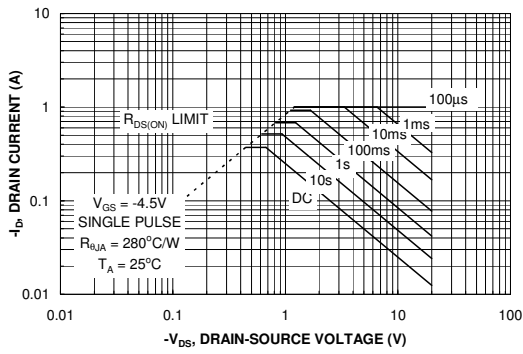 10
1
0.1
0.01
-I_D, DRAIN CURRENT (A)
100µs
R_DS(ON) LIMIT
1ms
10ms
100ms
1s
10s
DC
V_GS = -4.5V
SINGLE PULSE
R_θJA = 280°C/W
T_A = 25°C
0.01 0.1 1 10 100
-V_DS, DRAIN-SOURCE VOLTAGE (V)